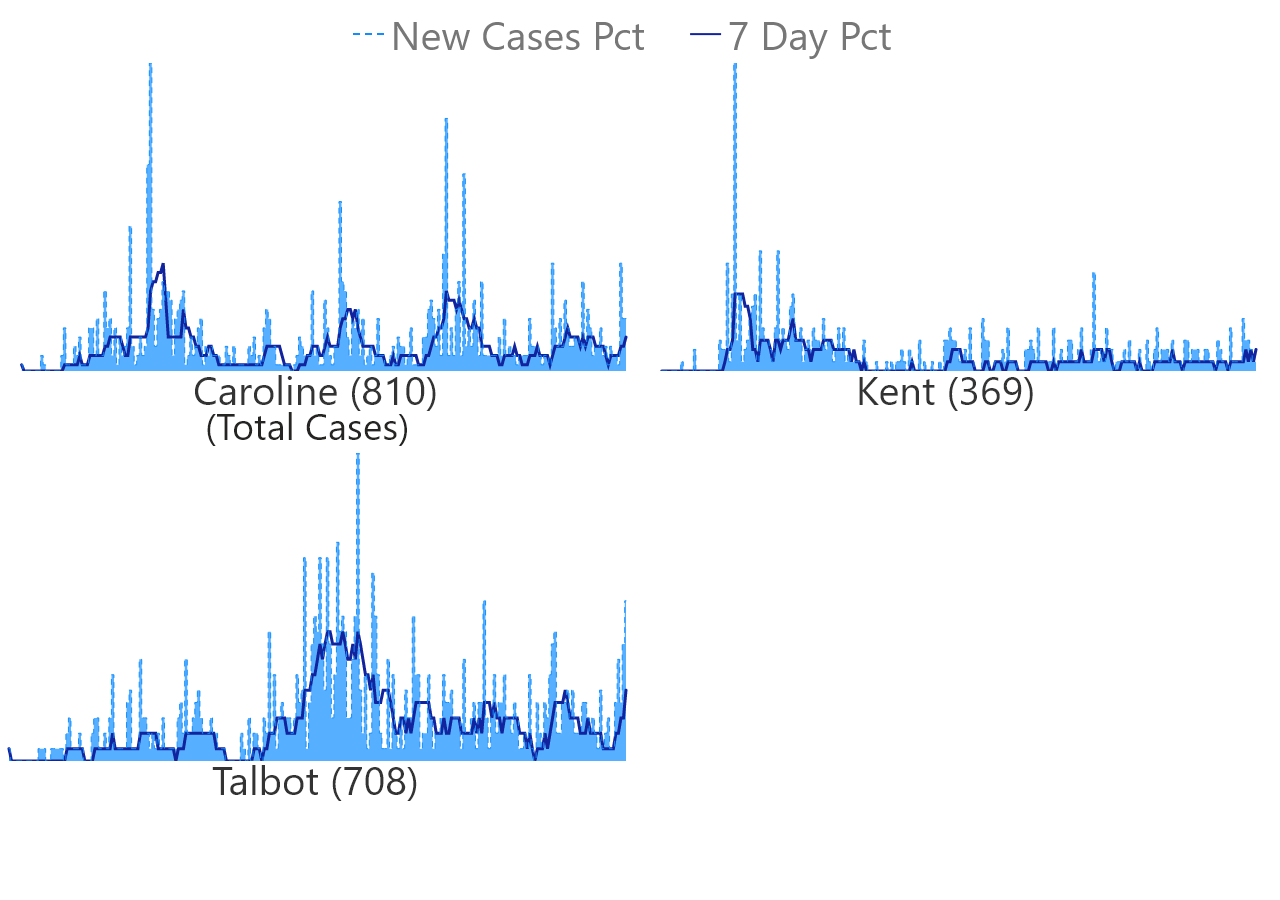 New Cases Pct 7 Day Pct
Caroline (810)
(Total Cases)
Kent (369)
Talbot (708)